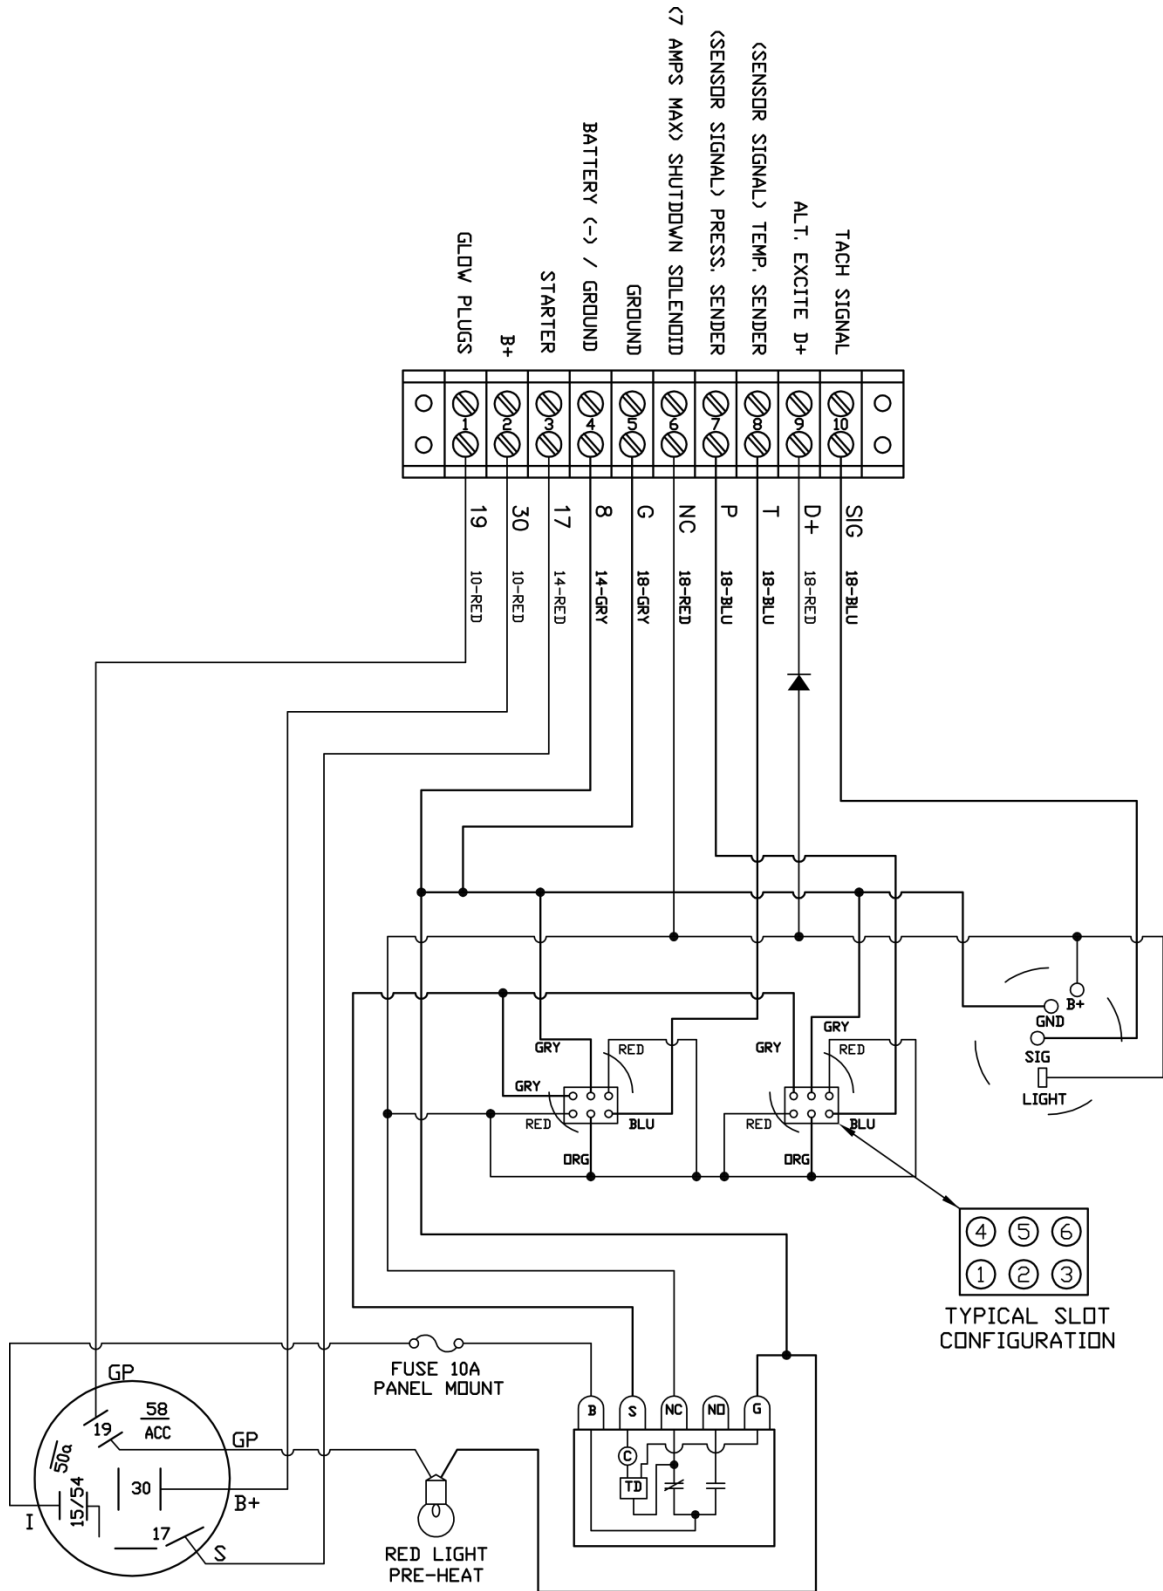 GLOW PLUGS
B+
STARTER
BATTERY (-) / GROUND
GROUND
(7 AMPS MAX) SHUTDOWN SOLENOID
(SENSOR SIGNAL) PRESS. SENDER
(SENSOR SIGNAL) TEMP. SENDER
ALT. EXCITE D+
TACH SIGNAL
1 2 3 4 5 6 7 8 9 10
19 30 17 8 G NC P T D+ SIG
10-RED 10-RED 14-RED 14-GRY 18-GRY 18-RED 18-BLU 18-BLU 18-RED 18-BLU
B+
GND
SIG
LIGHT
GRY RED
GRY
RED BLU
ORG
GRY
GRY RED
RED BLU
ORG
4 5 6
1 2 3
TYPICAL SLOT
CONFIGURATION
FUSE 10A
PANEL MOUNT
GP
58
ACC
19
50a
GP
15/54
30
B+
I
17
S
RED LIGHT
PRE-HEAT
B S NC NO G
C
TD